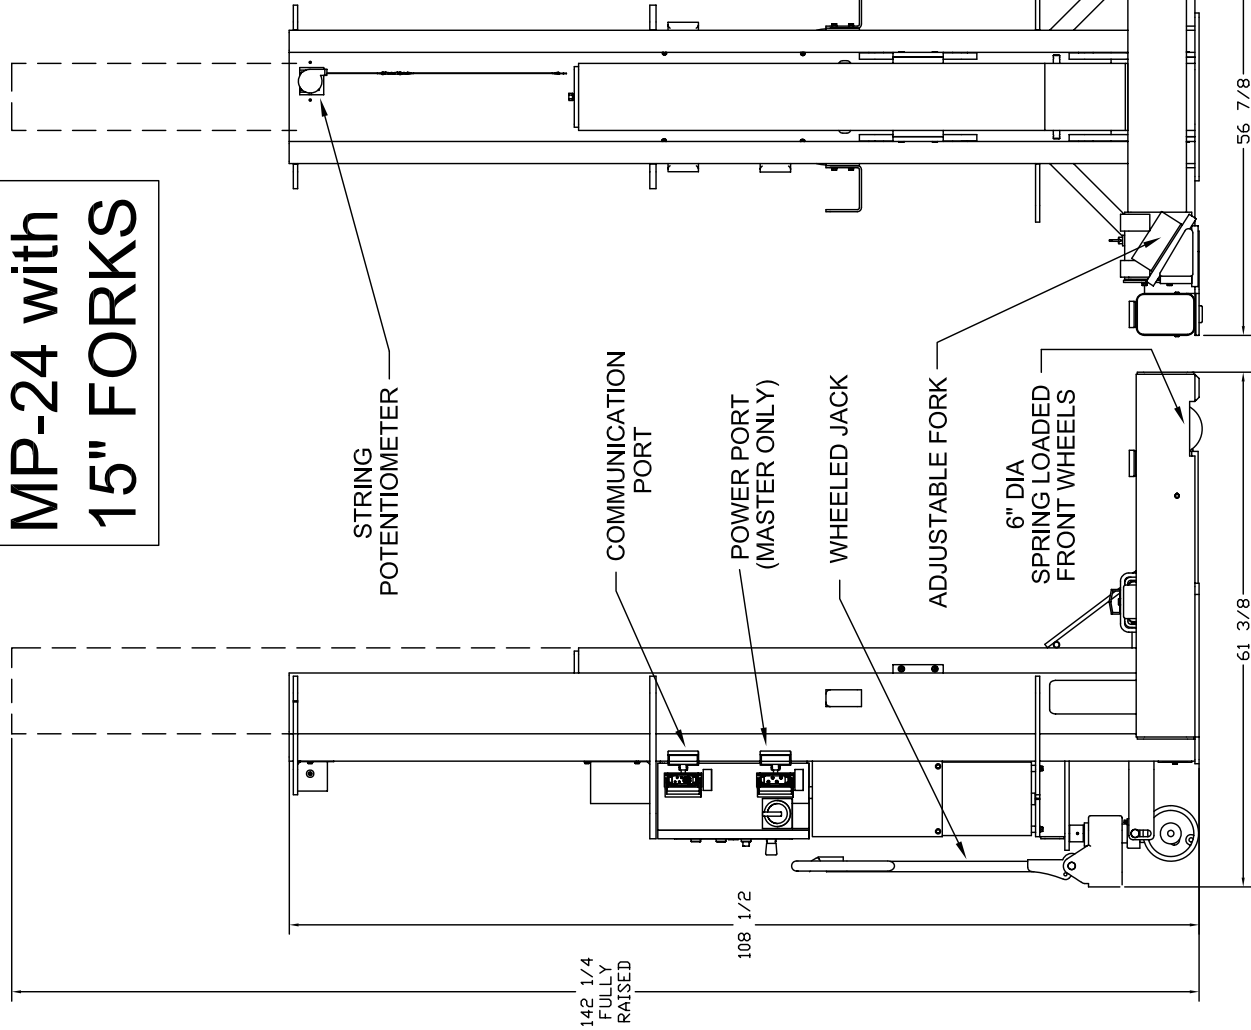 MP-24 with
15" FORKS
STRING
POTENTIOMETER
COMMUNICATION
PORT
POWER PORT
(MASTER ONLY)
WHEELED JACK
ADJUSTABLE FORK
6" DIA
SPRING LOADED
FRONT WHEELS
56 7/8
61 3/8
108 1/2
142 1/4
FULLY
RAISED